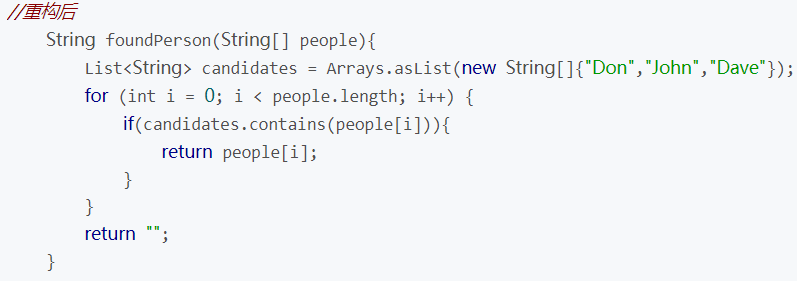 //重构后
String foundPerson(String[] people){
List<String> candidates = Arrays.asList(new String[]{"Don","John","Dave"});
for (int i = 0; i < people.length; i++) {
if(candidates.contains(people[i])){
return people[i];
}
}
return "";
}